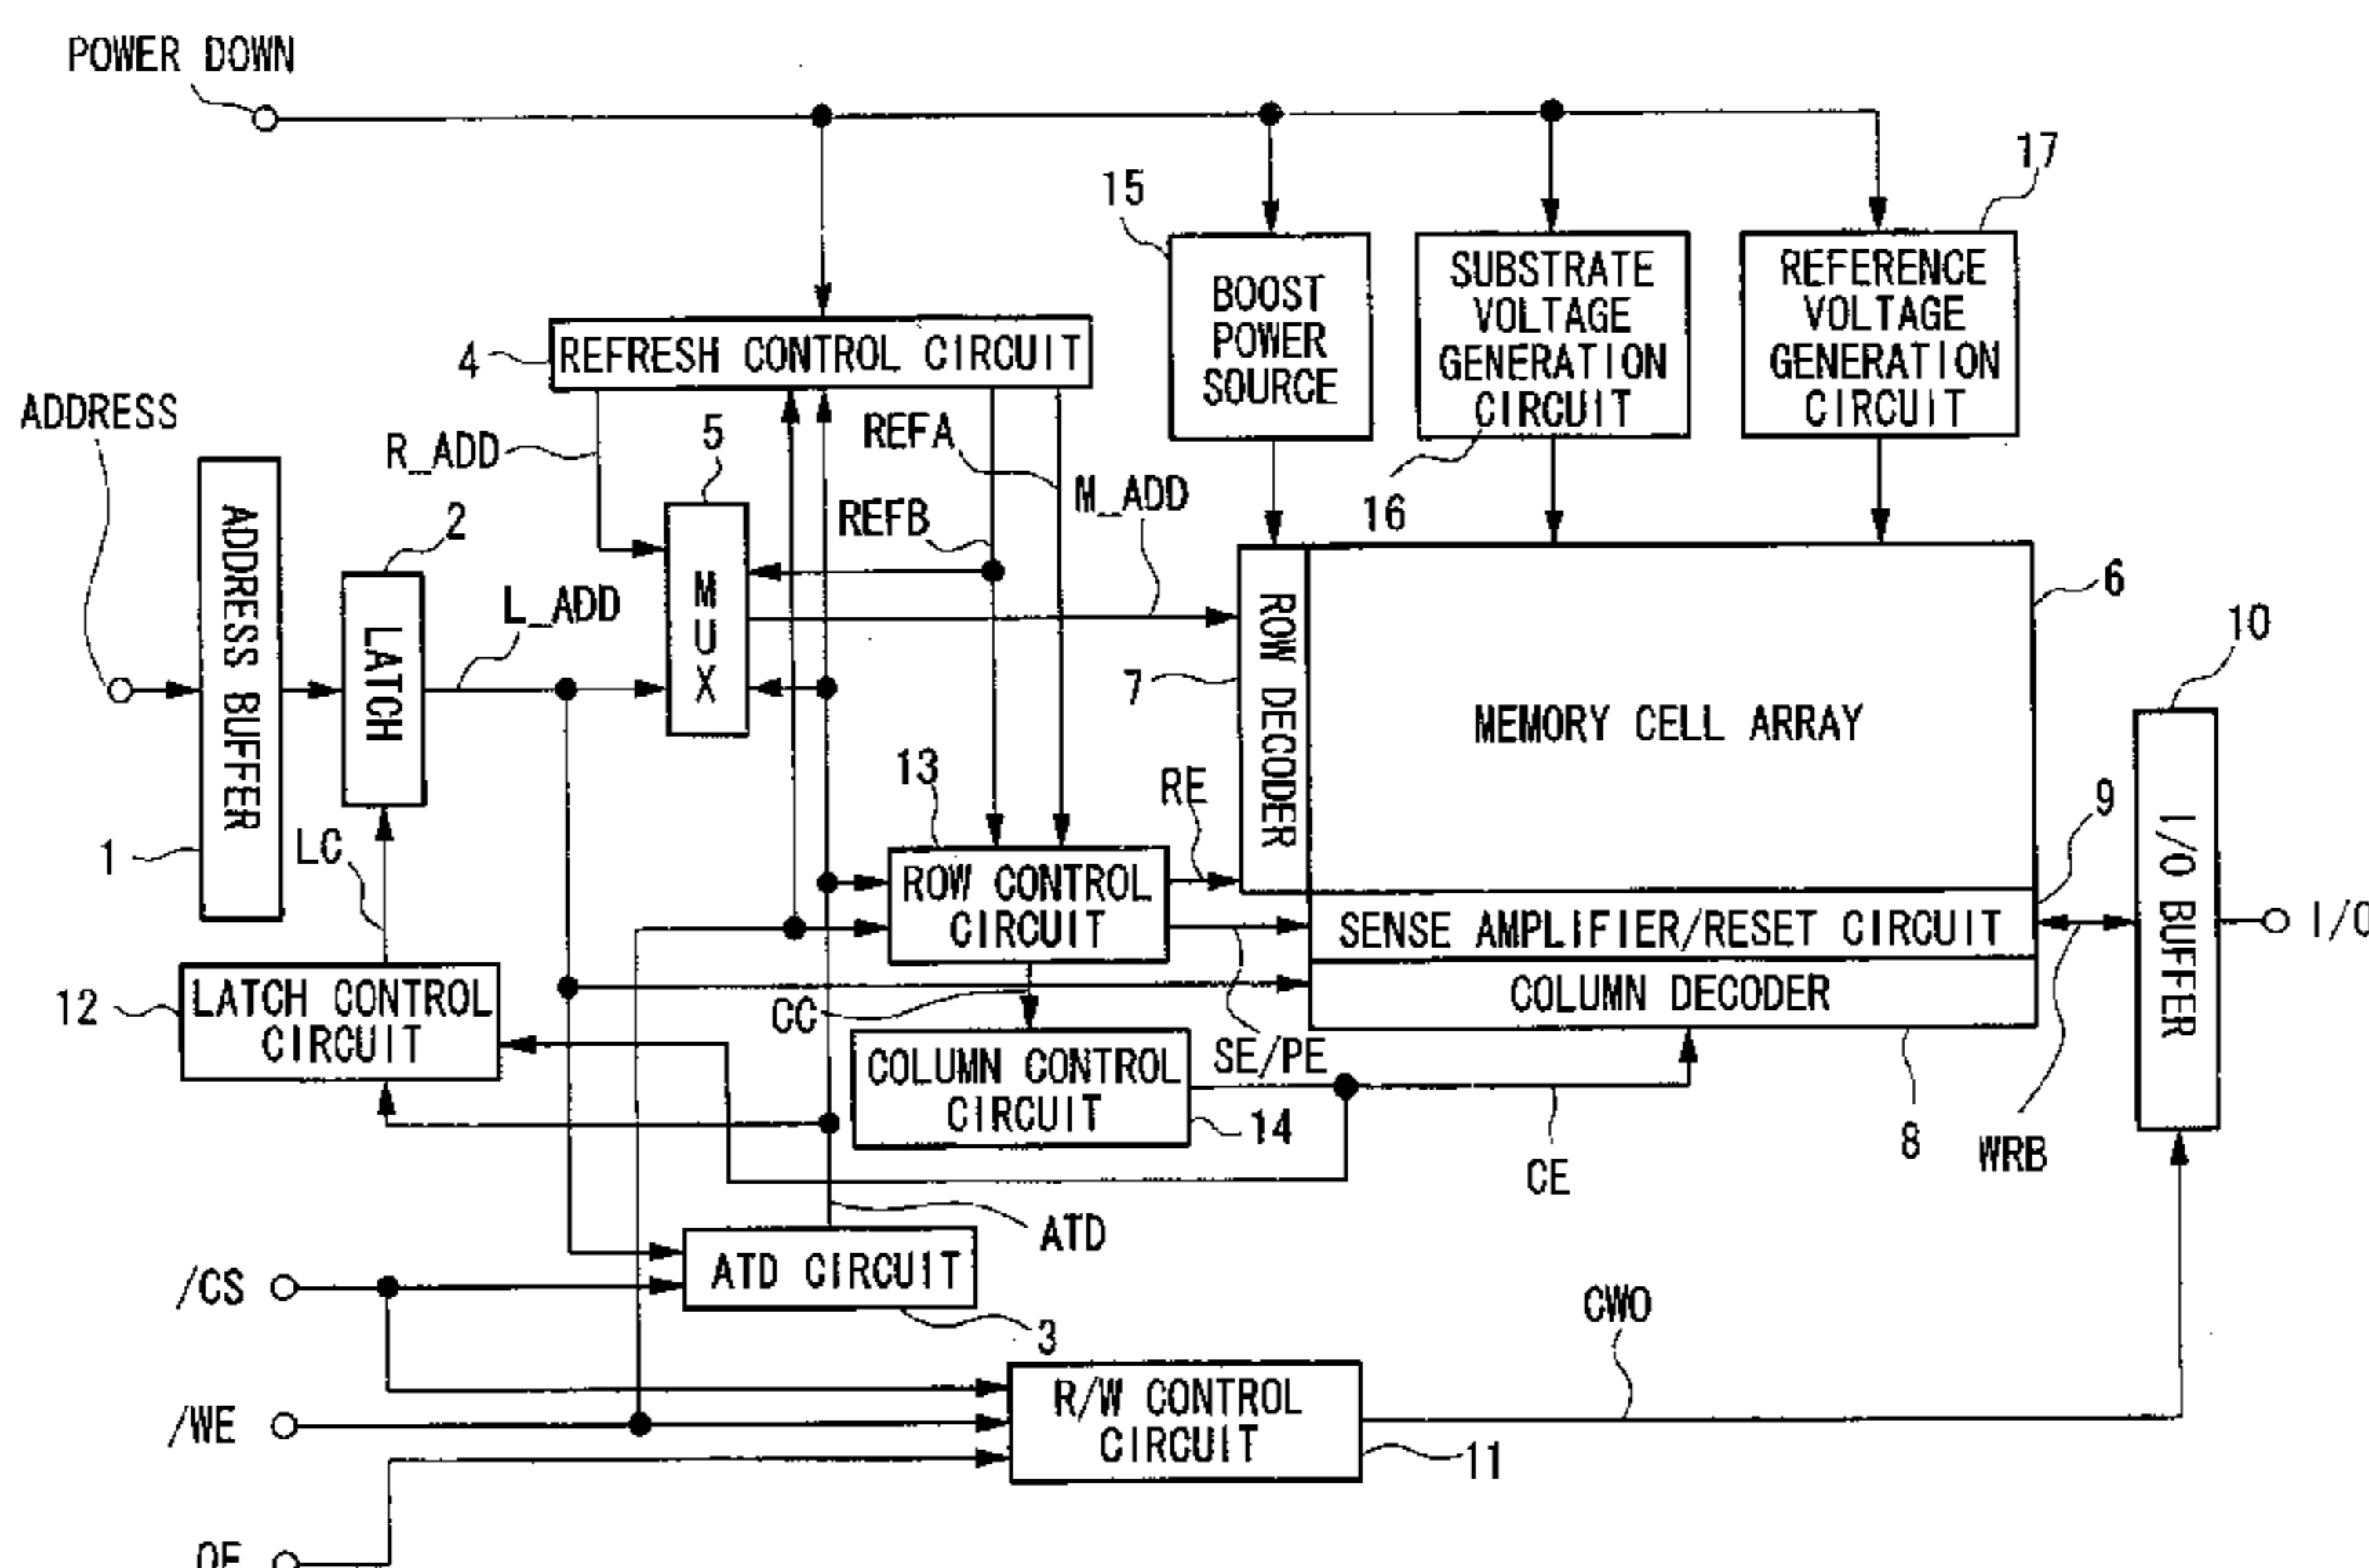 POWER DOWN
17
15
BOOST
POWER
SOURCE
SUBSTRATE
VOLTAGE
GENERATION
CIRCUIT
REFERENCE
VOLTAGE
GENERATION
CIRCUIT
4
REFRESH CONTROL CIRCUIT
ADDRESS
R_ADD
5
REFA
M_ADD
16
2
REFB
6
L_ADD
MUX
ADDRESS BUFFER
LATCH
ROW DECODER
7
MEMORY CELL ARRAY
10
13
RE
9
1
LC
ROW CONTROL
CIRCUIT
SENSE AMPLIFIER/RESET CIRCUIT
I/O BUFFER
I/O
12
LATCH CONTROL
CIRCUIT
CC
COLUMN DECODER
COLUMN CONTROL
CIRCUIT
SE/PE
14
CE
8
WRB
ATD
/CS
ATD CIRCUIT
3
CWO
/WE
R/W CONTROL
CIRCUIT
11
OE